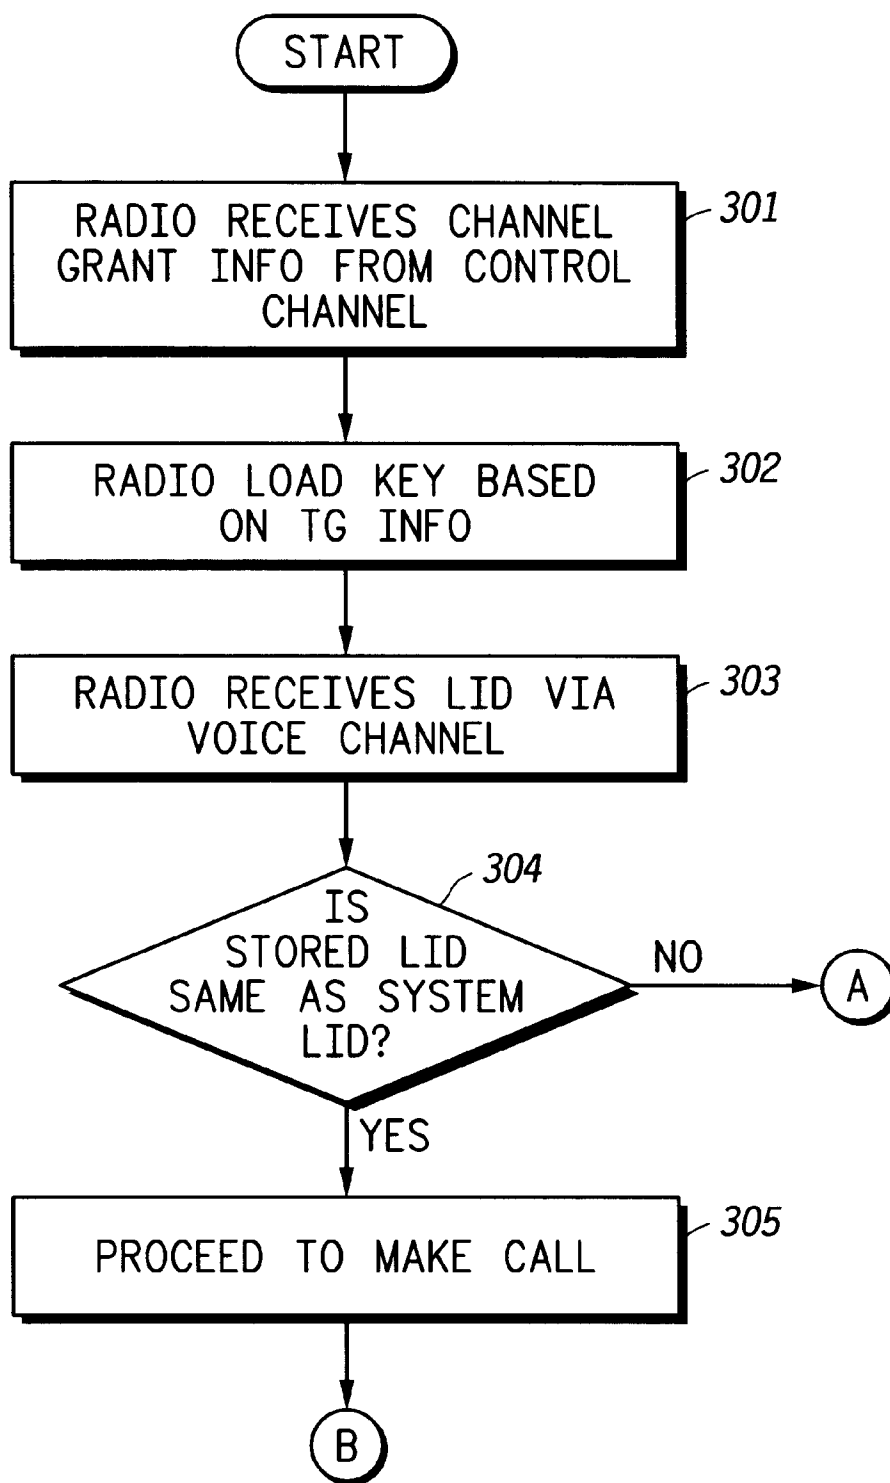 START
RADIO RECEIVES CHANNEL
GRANT INFO FROM CONTROL
CHANNEL
301
RADIO LOAD KEY BASED
ON TG INFO
302
RADIO RECEIVES LID VIA
VOICE CHANNEL
303
304
IS
STORED LID
SAME AS SYSTEM
LID?
NO
A
YES
PROCEED TO MAKE CALL
305
B